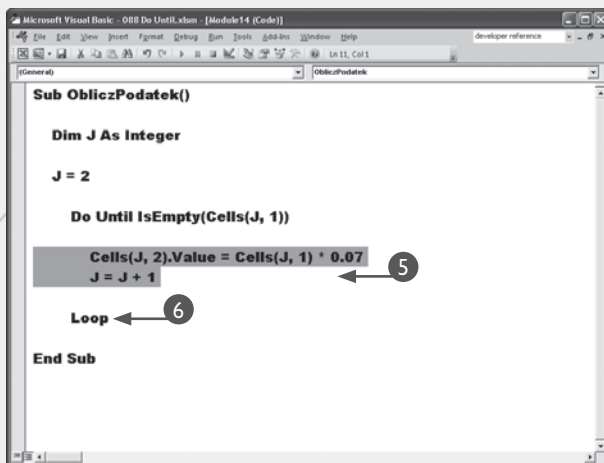 Microsoft Visual Basic - 088 Do Until.xlsm - [Module14 (Code)]
File Edit View Insert Format Debug Run Tools Add-Ins Window Help developer reference
Ln 11, Col 1
(General) ObliczPodatek
Sub ObliczPodatek()
Dim J As Integer
J = 2
Do Until IsEmpty(Cells(J, 1))
Cells(J, 2).Value = Cells(J, 1) * 0.07
J = J + 1
5
Loop
6
End Sub